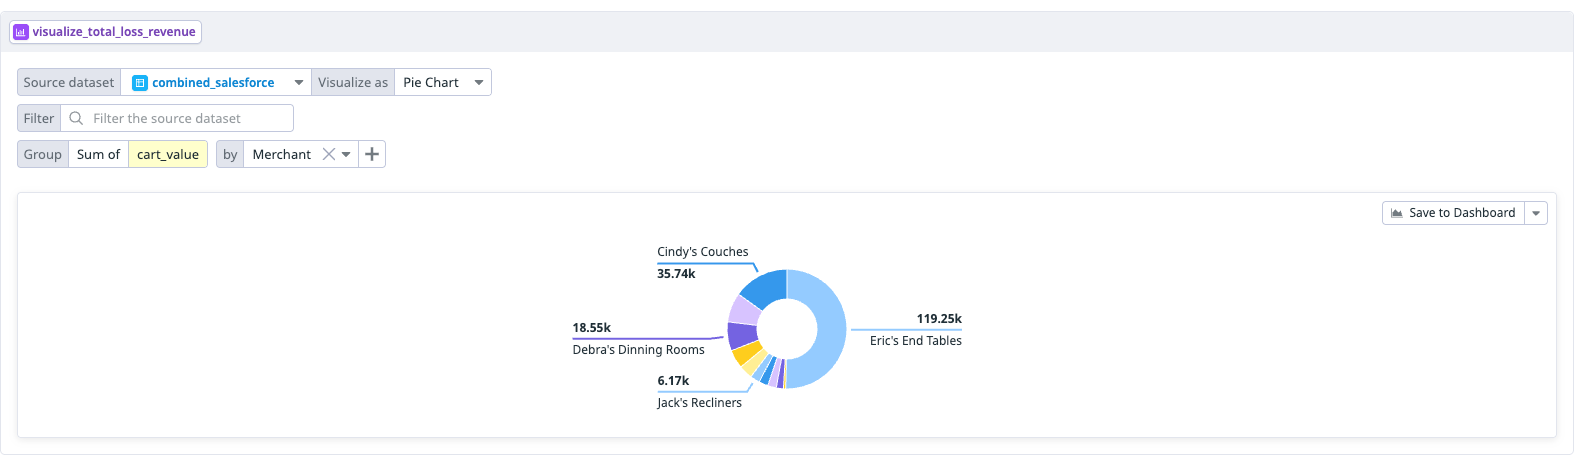 visualize_total_loss_revenue
Source dataset combined_salesforce Visualize as Pie Chart
Filter Filter the source dataset
Group Sum of cart_value by Merchant
Save to Dashboard
Cindy's Couches
35.74k
119.25k
Eric's End Tables
18.55k
Debra's Dinning Rooms
6.17k
Jack's Recliners